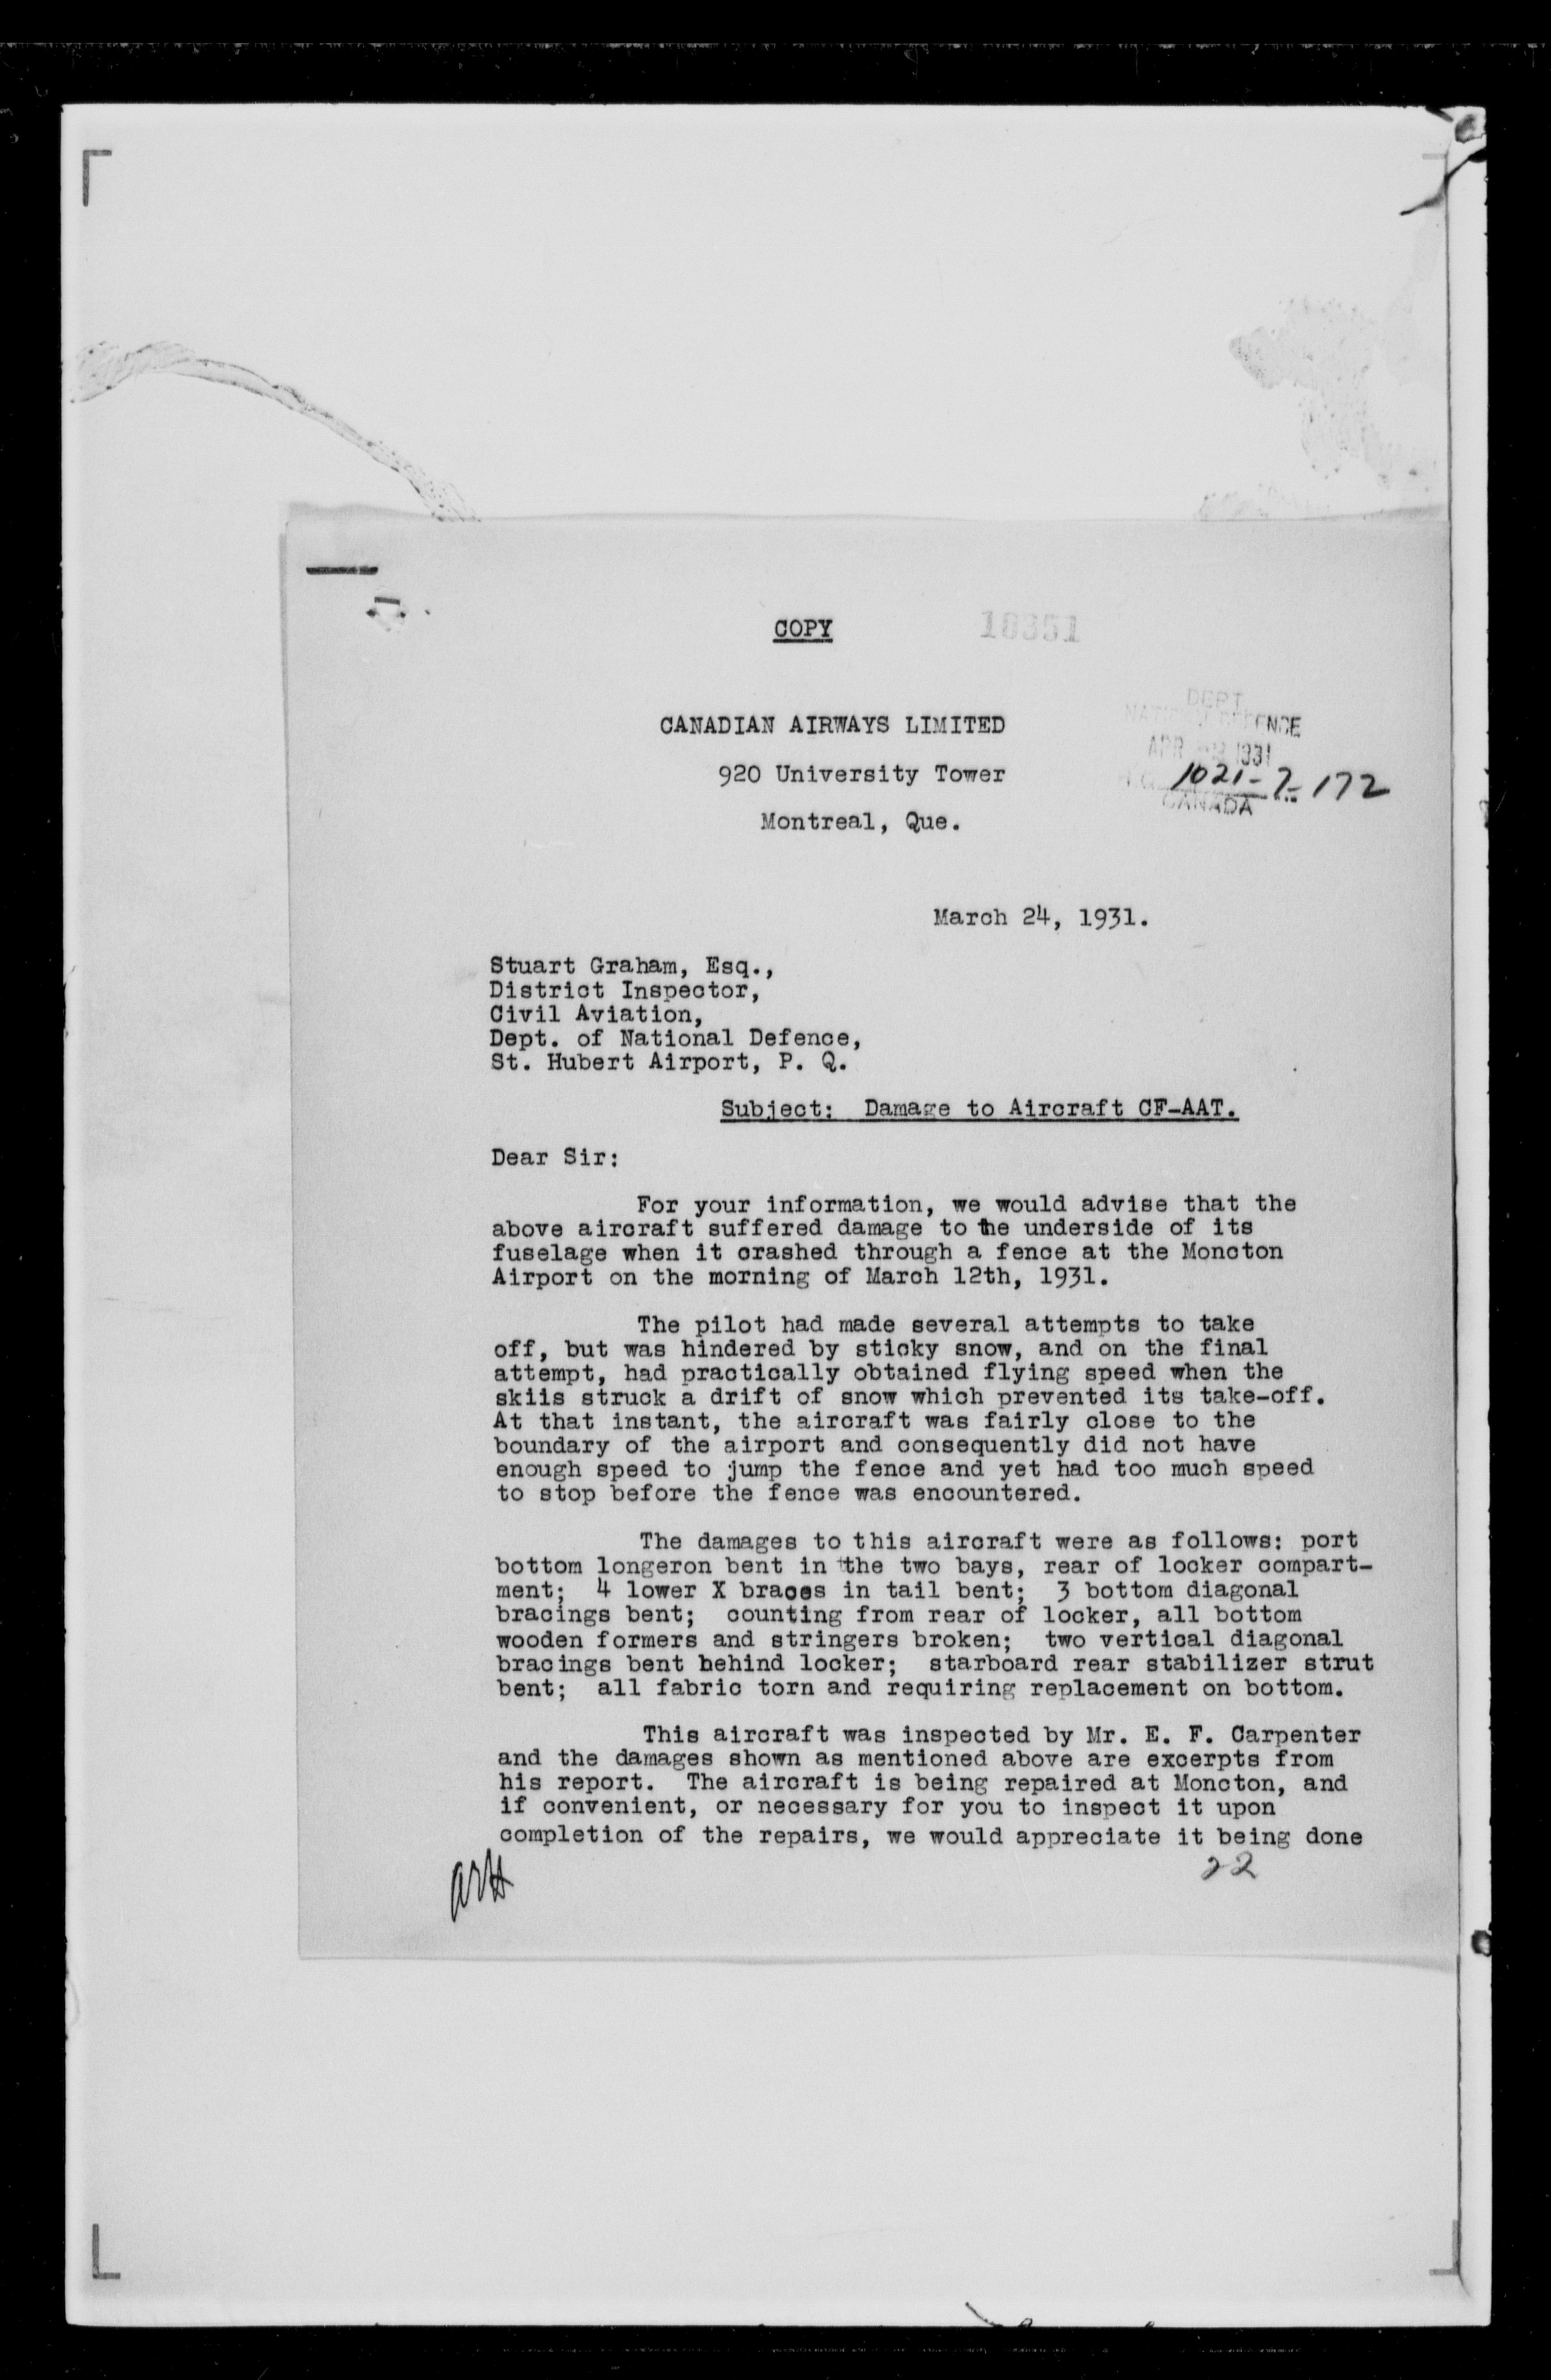 COPY
10351
CANADIAN AIRWAYS LIMITED
920 University Tower
Montreal, Que.
DEPT
NATIONAL DEFENCE
APR 1931
1021-7-172
CANADA
March 24, 1931.
Stuart Graham, Esq.,
District Inspector,
Civil Aviation,
Dept. of National Defence,
St. Hubert Airport, P. Q.
Subject: Damage to Aircraft CF-AAT.
Dear Sir:
For your information, we would advise that the
above aircraft suffered damage to the underside of its
fuselage when it crashed through a fence at the Moncton
Airport on the morning of March 12th, 1931.
The pilot had made several attempts to take
off, but was hindered by sticky snow, and on the final
attempt, had practically obtained flying speed when the
skiis struck a drift of snow which prevented its take-off.
At that instant, the aircraft was fairly close to the
boundary of the airport and consequently did not have
enough speed to jump the fence and yet had too much speed
to stop before the fence was encountered.
The damages to this aircraft were as follows: port
bottom longeron bent in the two bays, rear of locker compart-
ment; 4 lower X braces in tail bent; 3 bottom diagonal
bracings bent; counting from rear of locker, all bottom
wooden formers and stringers broken; two vertical diagonal
bracings bent behind locker; starboard rear stabilizer strut
bent; all fabric torn and requiring replacement on bottom.
This aircraft was inspected by Mr. E. F. Carpenter
and the damages shown as mentioned above are excerpts from
his report. The aircraft is being repaired at Moncton, and
if convenient, or necessary for you to inspect it upon
completion of the repairs, we would appreciate it being done
22